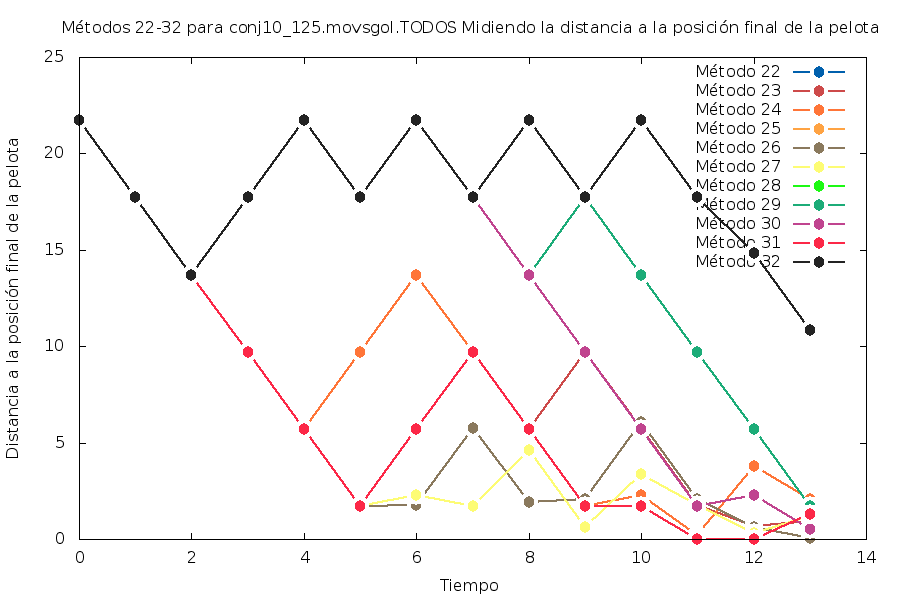 Métodos 22-32 para conj10_125.movsgol.TODOS Midiendo la distancia a la posición final de la pelota
25
20
15
10
5
0
Distancia a la posición final de la pelota
Método 22
Método 23
Método 24
Método 25
Método 26
Método 27
Método 28
Método 29
Método 30
Método 31
Método 32
0 2 4 6 8 10 12 14
Tiempo